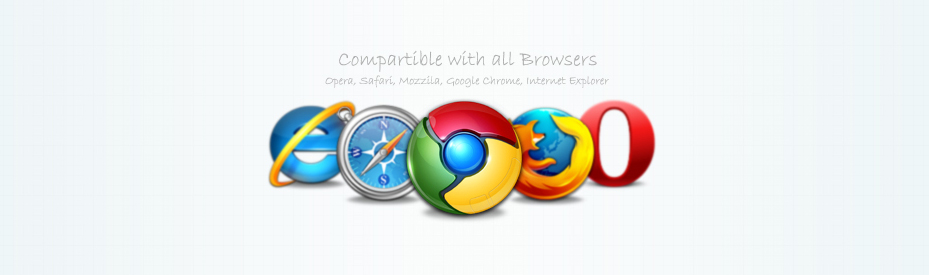 Compartible with all Browsers
Opera, Safari, Mozzila, Google Chrome, Internet Explorer
N
W
S